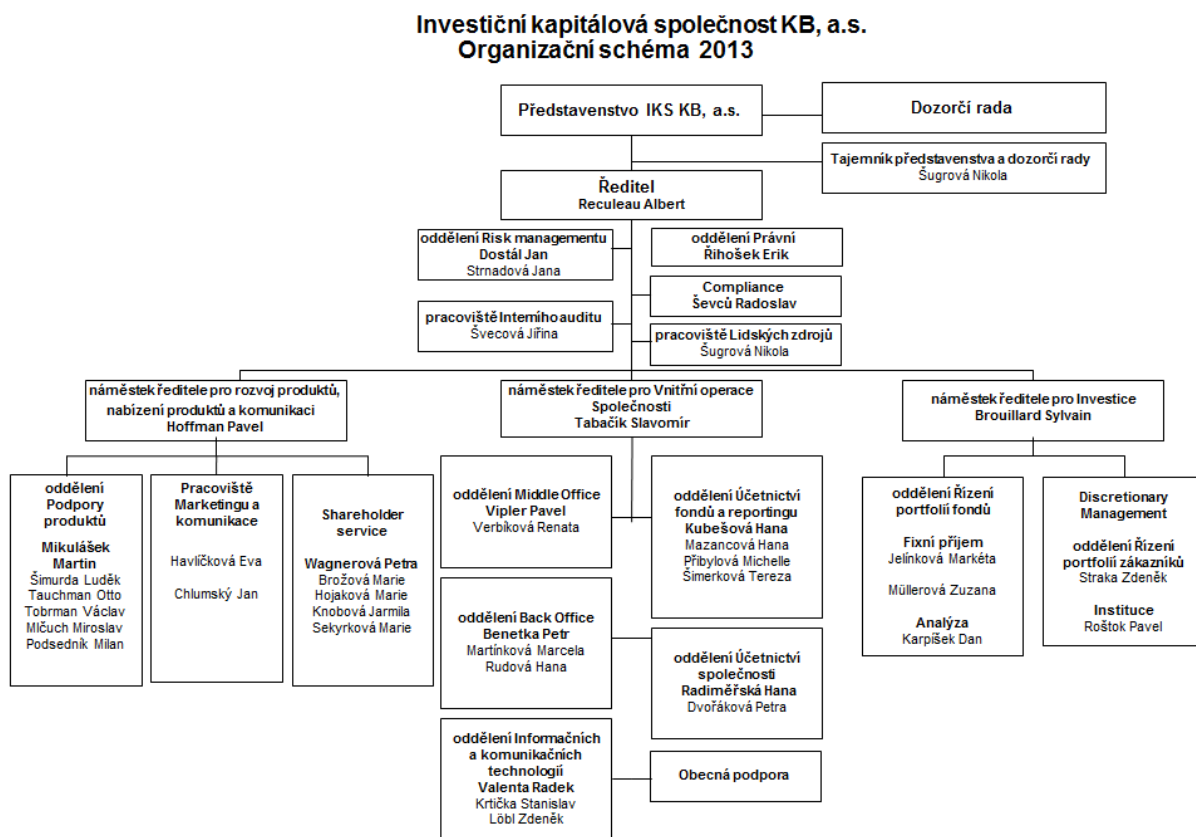 Investiční kapitálová společnost KB, a.s.
Organizační schéma 2013
Představenstvo IKS KB, a.s.
Dozorčí rada
Tajemník představenstva a dozorčí rady
Šugrová Nikola
Ředitel
Reculeau Albert
oddělení Risk managementu
Dostál Jan
Strnadová Jana
oddělení Právní
Řihošek Erik
Compliance
Ševců Radoslav
pracoviště Interního auditu
Švecová Jiřina
pracoviště Lidských zdrojů
Šugrová Nikola
náměstek ředitele pro rozvoj produktů,
nabízení produktů a komunikaci
Hoffman Pavel
náměstek ředitele pro Vnitřní operace
Společnosti
Tabačík Slavomír
náměstek ředitele pro Investice
Brouillard Sylvain
oddělení
Podpory
produktů
Mikulášek
Martin
Šimurda Luděk
Tauchman Otto
Tobrman Václav
Mlčuch Miroslav
Podsedník Milan
Pracoviště
Marketingu a
komunikace
Havlíčková Eva
Chlumský Jan
Shareholder
service
Wagnerová Petra
Brožová Marie
Hojaková Marie
Knobová Jarmila
Sekyrková Marie
oddělení Middle Office
Vipler Pavel
Verbíková Renata
oddělení Účetnictví
fondů a reportingu
Kubešová Hana
Mazancová Hana
Přibylová Michelle
Šimerková Tereza
oddělení Back Office
Benetka Petr
Martínková Marcela
Rudová Hana
oddělení Účetnictví
společnosti
Radiměřská Hana
Dvořáková Petra
oddělení Informačních
a komunikačních
technologií
Valenta Radek
Krtička Stanislav
Löbl Zdeněk
Obecná podpora
oddělení Řízení
portfolií fondů
Fixní příjem
Jelínková Markéta
Müllerová Zuzana
Analýza
Karpíšek Dan
Discretionary
Management
oddělení Řízení
portfolií zákazníků
Straka Zdeněk
Instituce
Roštok Pavel